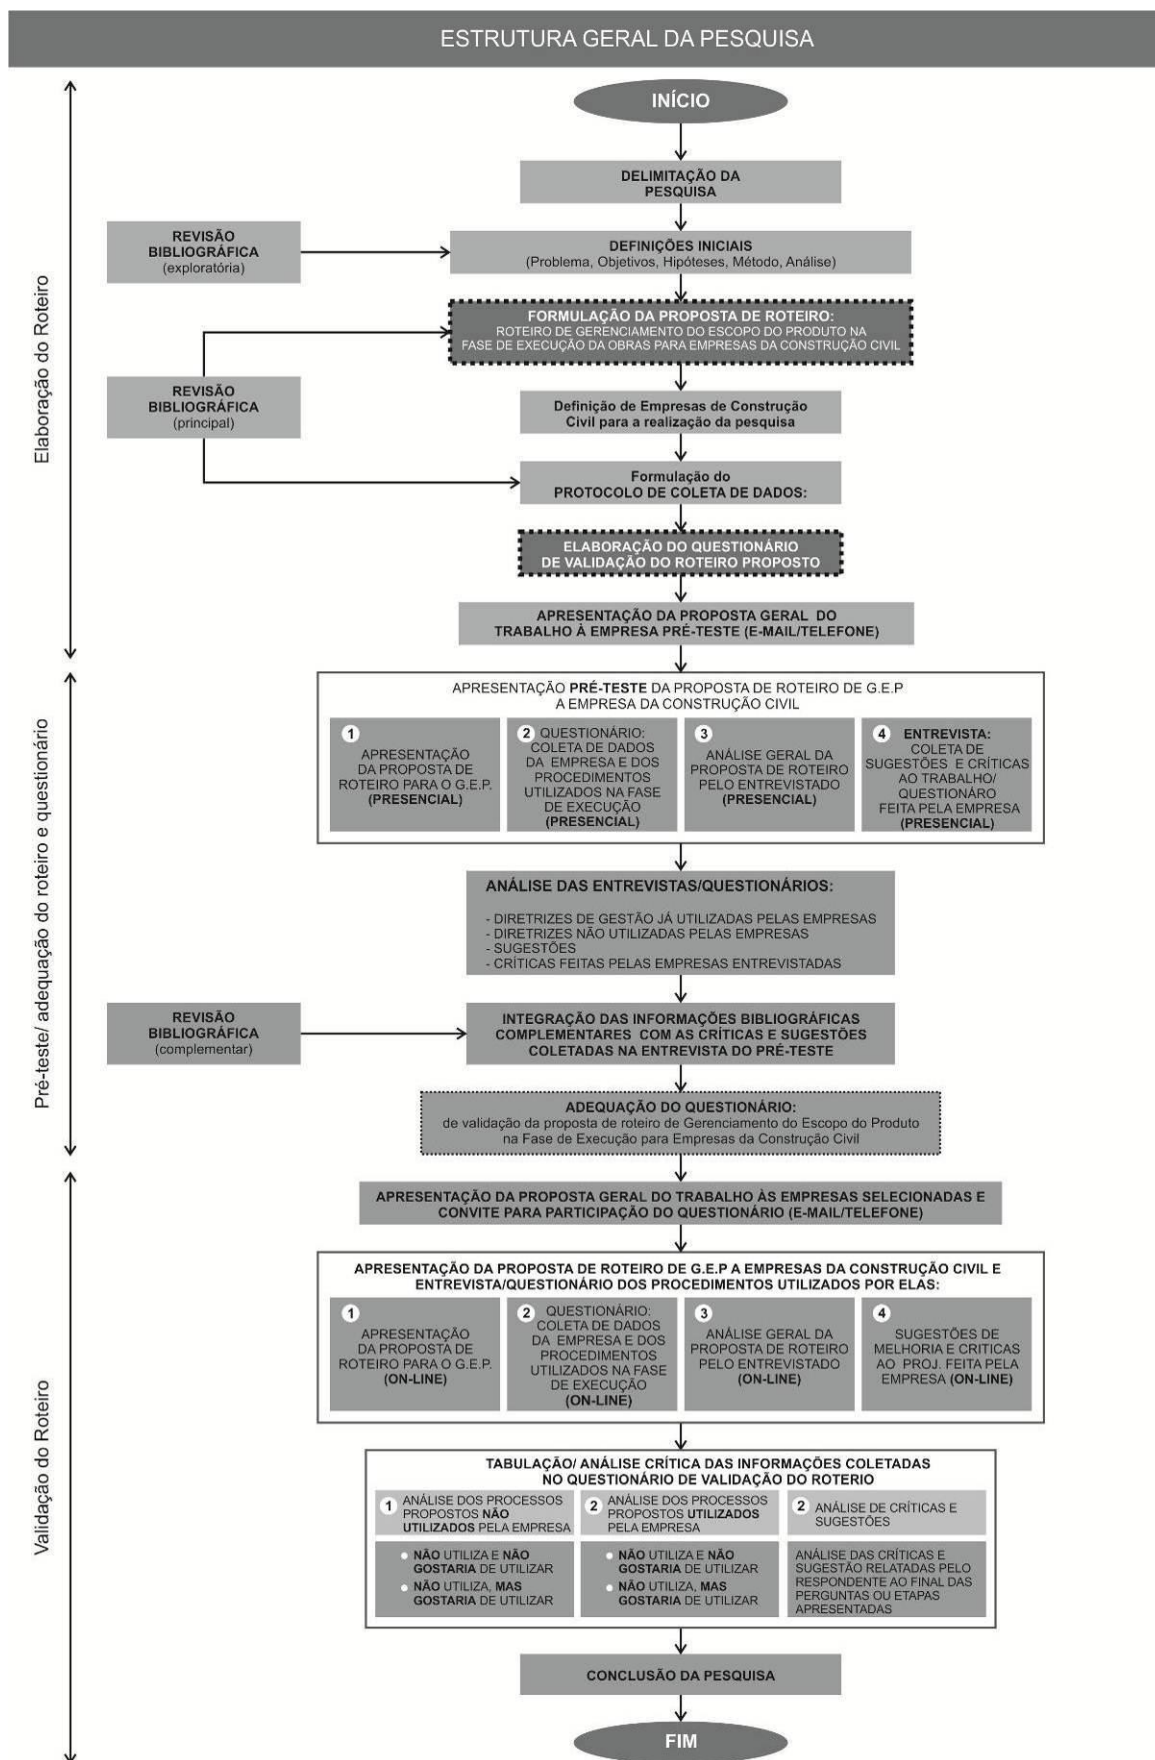 ESTRUTURA GERAL DA PESQUISA
Elaboração do Roteiro
INÍCIO
DELIMITAÇÃO DA
PESQUISA
REVISÃO
BIBLIOGRÁFICA
(exploratória)
DEFINIÇÕES INICIAIS
(Problema, Objetivos, Hipóteses, Método, Análise)
FORMULAÇÃO DA PROPOSTA DE ROTEIRO:
ROTEIRO DE GERENCIAMENTO DO ESCOPO DO PRODUTO NA
FASE DE EXECUÇÃO DA OBRAS PARA EMPRESAS DA CONSTRUÇÃO CIVIL
REVISÃO
BIBLIOGRÁFICA
(principal)
Definição de Empresas de Construção
Civil para a realização da pesquisa
Formulação do
PROTOCOLO DE COLETA DE DADOS:
ELABORAÇÃO DO QUESTIONÁRIO
DE VALIDAÇÃO DO ROTEIRO PROPOSTO
APRESENTAÇÃO DA PROPOSTA GERAL DO
TRABALHO À EMPRESA PRÉ-TESTE (E-MAIL/TELEFONE)
Pré-teste/ adequação do roteiro e questionário
APRESENTAÇÃO PRÉ-TESTE DA PROPOSTA DE ROTEIRO DE G.E.P
A EMPRESA DA CONSTRUÇÃO CIVIL
1
APRESENTAÇÃO
DA PROPOSTA DE
ROTEIRO PARA O G.E.P.
(PRESENCIAL)
2 QUESTIONÁRIO:
COLETA DE DADOS
DA EMPRESA E DOS
PROCEDIMENTOS
UTILIZADOS NA FASE
DE EXECUÇÃO
(PRESENCIAL)
3
ANÁLISE GERAL DA
PROPOSTA DE ROTEIRO
PELO ENTREVISTADO
(PRESENCIAL)
4 ENTREVISTA:
COLETA DE
SUGESTÕES E CRÍTICAS
AO TRABALHO/
QUESTIONÁRO
FEITA PELA EMPRESA
(PRESENCIAL)
ANÁLISE DAS ENTREVISTAS/QUESTIONÁRIOS:
- DIRETRIZES DE GESTÃO JÁ UTILIZADAS PELAS EMPRESAS
- DIRETRIZES NÃO UTILIZADAS PELAS EMPRESAS
- SUGESTÕES
- CRÍTICAS FEITAS PELAS EMPRESAS ENTREVISTADAS
REVISÃO
BIBLIOGRÁFICA
(complementar)
INTEGRAÇÃO DAS INFORMAÇÕES BIBLIOGRÁFICAS
COMPLEMENTARES COM AS CRÍTICAS E SUGESTÕES
COLETADAS NA ENTREVISTA DO PRÉ-TESTE
ADEQUAÇÃO DO QUESTIONÁRIO:
de validação da proposta de roteiro de Gerenciamento do Escopo do Produto
na Fase de Execução para Empresas da Construção Civil
Validação do Roteiro
APRESENTAÇÃO DA PROPOSTA GERAL DO TRABALHO ÀS EMPRESAS SELECIONADAS E
CONVITE PARA PARTICIPAÇÃO DO QUESTIONÁRIO (E-MAIL/TELEFONE)
APRESENTAÇÃO DA PROPOSTA DE ROTEIRO DE G.E.P A EMPRESAS DA CONSTRUÇÃO CIVIL E
ENTREVISTA/QUESTIONÁRIO DOS PROCEDIMENTOS UTILIZADOS POR ELAS:
1
APRESENTAÇÃO
DA PROPOSTA DE
ROTEIRO PARA O G.E.P.
(ON-LINE)
2 QUESTIONÁRIO:
COLETA DE DADOS
DA EMPRESA E DOS
PROCEDIMENTOS
UTILIZADOS NA FASE
DE EXECUÇÃO
(ON-LINE)
3
ANÁLISE GERAL DA
PROPOSTA DE ROTEIRO
PELO ENTREVISTADO
(ON-LINE)
4
SUGESTÕES DE
MELHORIA E CRITICAS
AO PROJ. FEITA PELA
EMPRESA (ON-LINE)
TABULAÇÃO/ ANÁLISE CRÍTICA DAS INFORMAÇÕES COLETADAS
NO QUESTIONÁRIO DE VALIDAÇÃO DO ROTERIO
1 ANÁLISE DOS PROCESSOS
PROPOSTOS NÃO
UTILIZADOS PELA EMPRESA
NÃO UTILIZA E NÃO
GOSTARIA DE UTILIZAR
NÃO UTILIZA, MAS
GOSTARIA DE UTILIZAR
2 ANÁLISE DOS PROCESSOS
PROPOSTOS UTILIZADOS
PELA EMPRESA
NÃO UTILIZA E NÃO
GOSTARIA DE UTILIZAR
NÃO UTILIZA, MAS
GOSTARIA DE UTILIZAR
2 ANÁLISE DE CRÍTICAS E
SUGESTÕES
ANÁLISE DAS CRÍTICAS E
SUGESTÃO RELATADAS PELO
RESPONDENTE AO FINAL DAS
PERGUNTAS OU ETAPAS
APRESENTADAS
CONCLUSÃO DA PESQUISA
FIM